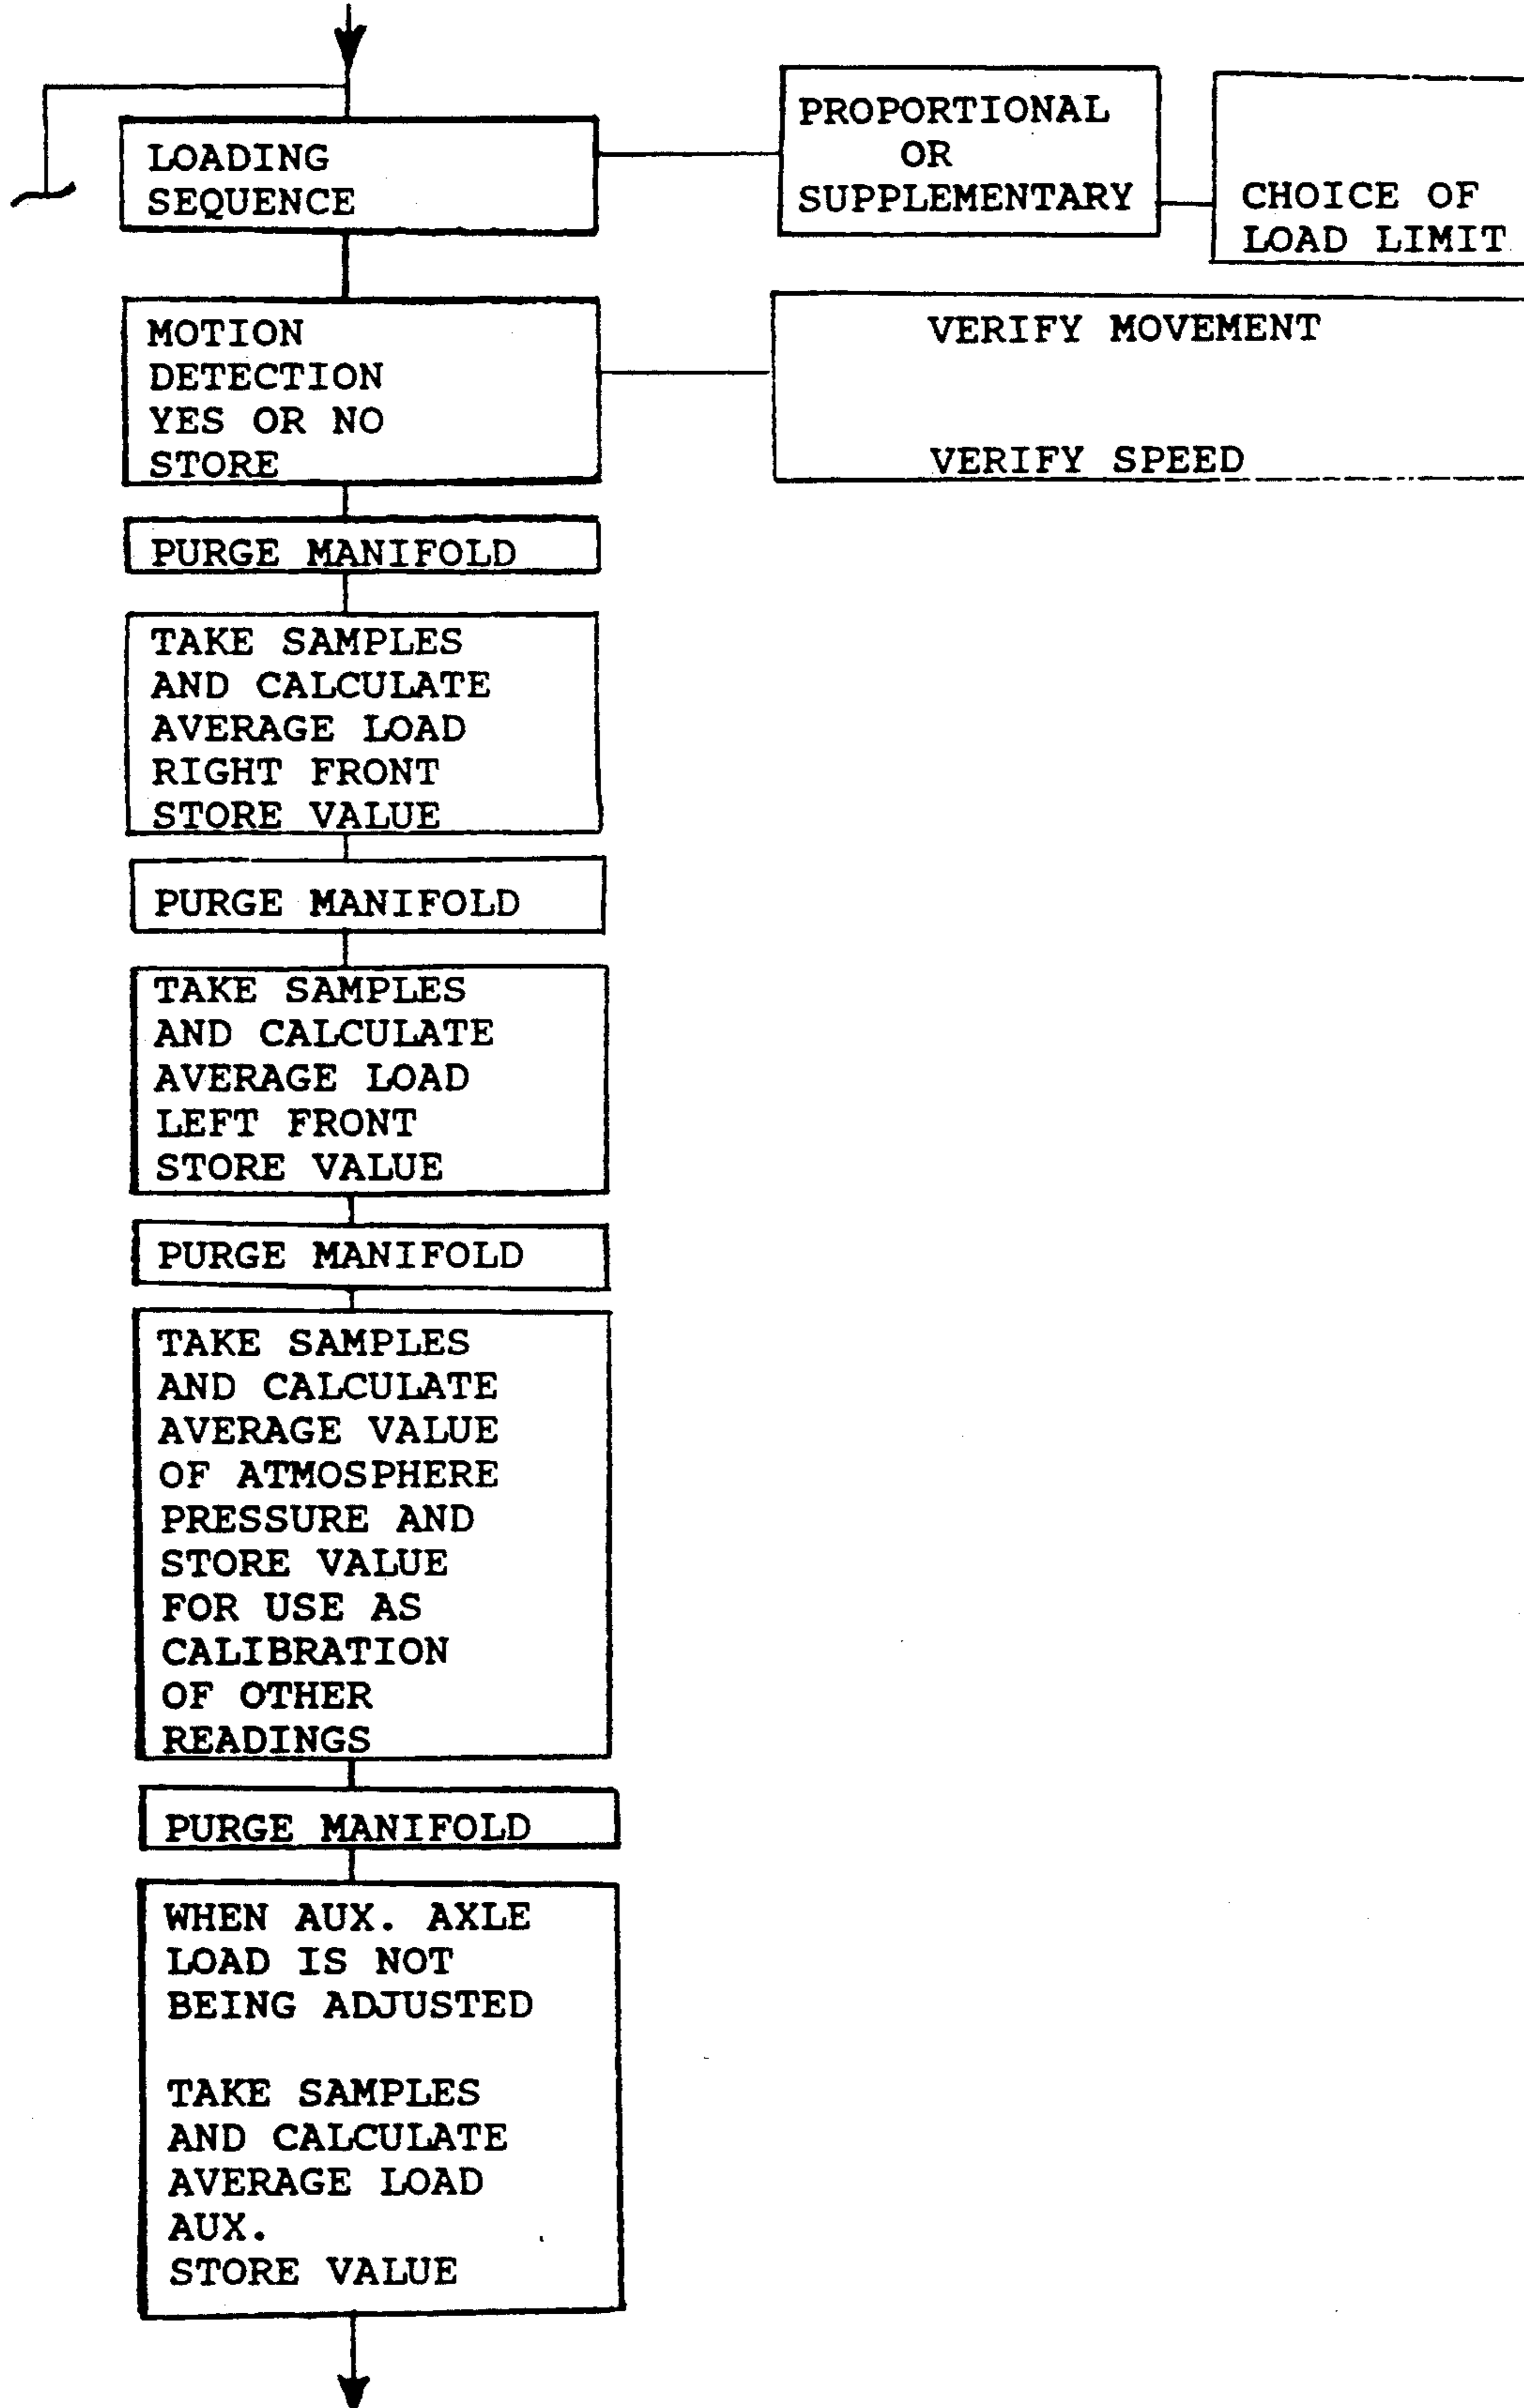 LOADING
SEQUENCE
PROPORTIONAL
OR
SUPPLEMENTARY
CHOICE OF
LOAD LIMIT
MOTION
DETECTION
YES OR NO
STORE
VERIFY MOVEMENT
VERIFY SPEED
PURGE MANIFOLD
TAKE SAMPLES
AND CALCULATE
AVERAGE LOAD
RIGHT FRONT
STORE VALUE
PURGE MANIFOLD
TAKE SAMPLES
AND CALCULATE
AVERAGE LOAD
LEFT FRONT
STORE VALUE
PURGE MANIFOLD
TAKE SAMPLES
AND CALCULATE
AVERAGE VALUE
OF ATMOSPHERE
PRESSURE AND
STORE VALUE
FOR USE AS
CALIBRATION
OF OTHER
READINGS
PURGE MANIFOLD
WHEN AUX. AXLE
LOAD IS NOT
BEING ADJUSTED
TAKE SAMPLES
AND CALCULATE
AVERAGE LOAD
AUX.
STORE VALUE